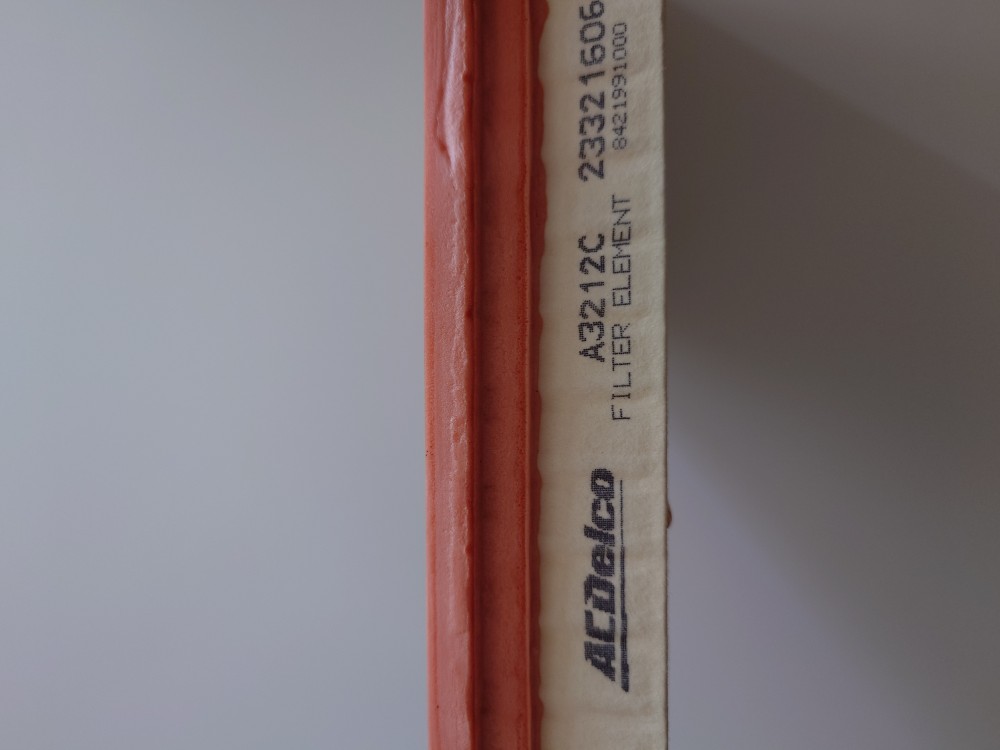 ACDelco
A3212C 23321606
FILTER ELEMENT 8421991000